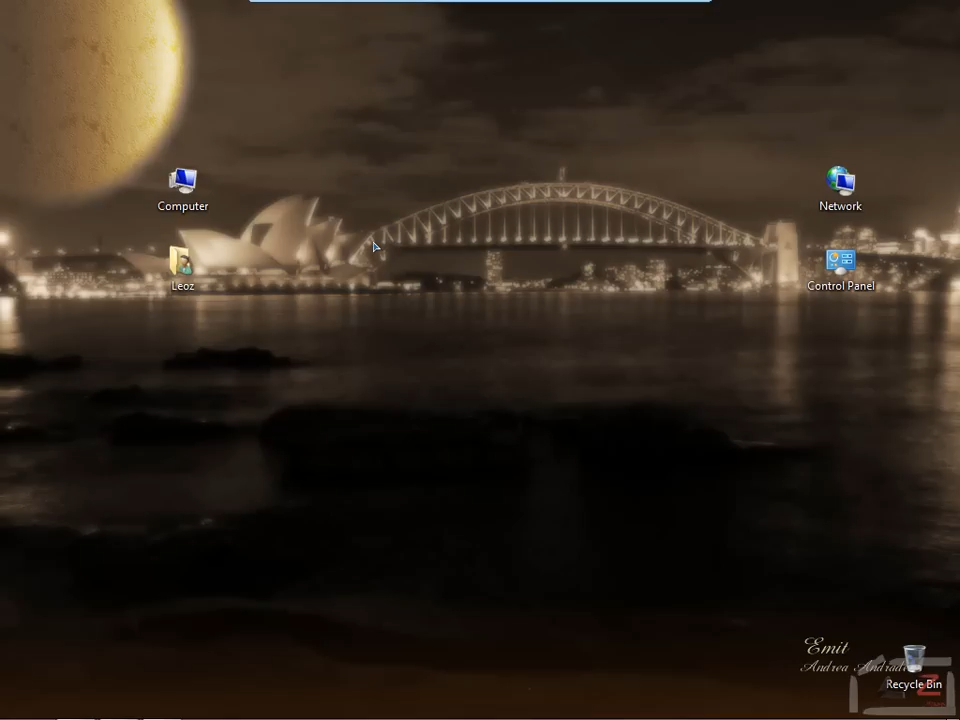 Computer
Network
Leoz
Control Panel
Emit
Andrea Andrade
Recycle Bin
Z